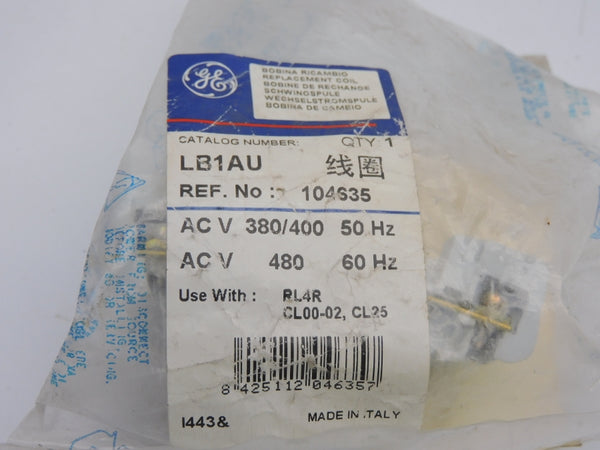 GE
BOBINA RICAMBIO
REPLACEMENT COIL
BOBINE DE RECHANGE
SCHWINGSPULE
WECHSELSTROMSPULE
BOBINA DE CAMBIO
CATALOG NUMBER: QTY: 1
LB1AU 线圈
REF. No : 104635
AC V 380/400 50 Hz
AC V 480 60 Hz
Use With : RL4R
CL00-02, CL25
8 425112 046357
I443& MADE IN ITALY